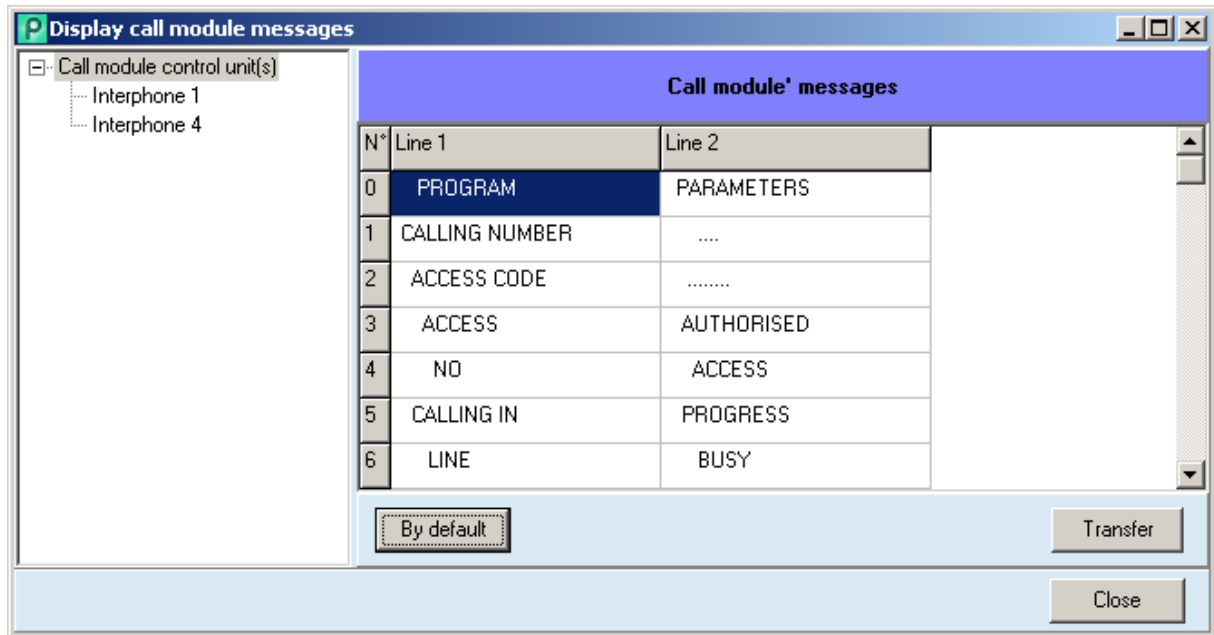 Display call module messages
Call module control unit(s)
Interphone 1
Interphone 4
Call module' messages
N° Line 1 Line 2
0 PROGRAM PARAMETERS
1 CALLING NUMBER ....
2 ACCESS CODE ........
3 ACCESS AUTHORISED
4 NO ACCESS
5 CALLING IN PROGRESS
6 LINE BUSY
By default Transfer
Close